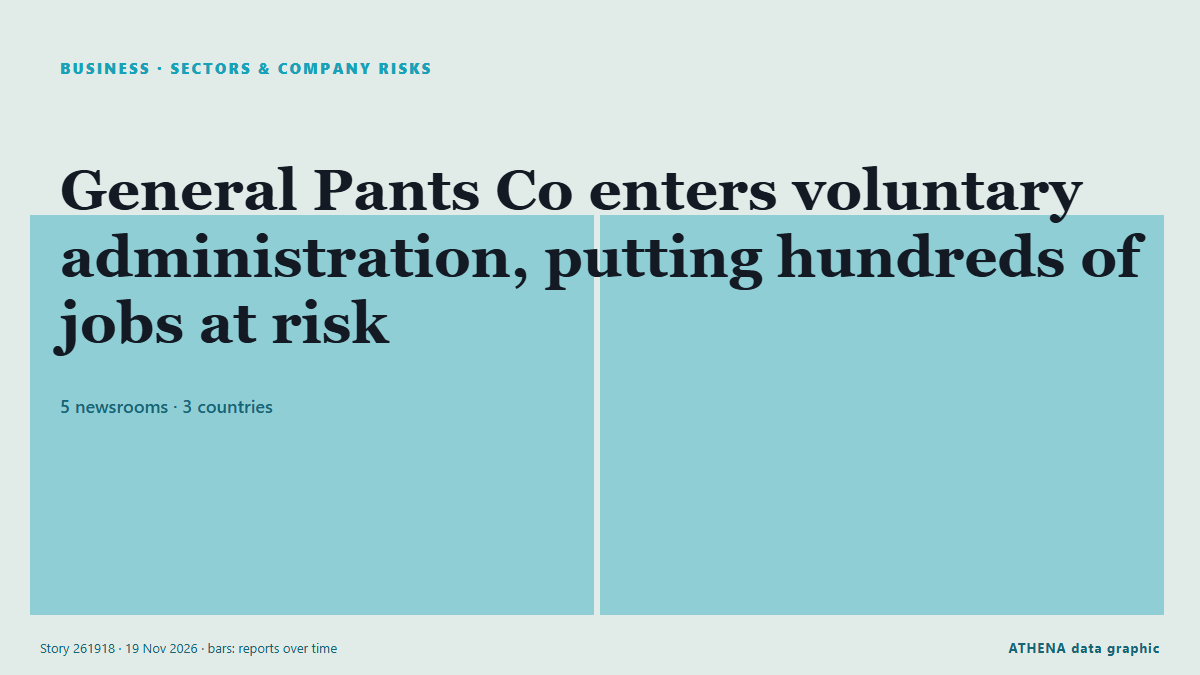 BUSINESS · SECTORS & COMPANY RISKS
General Pants Co enters voluntary
administration, putting hundreds of
jobs at risk
5 newsrooms · 3 countries
Story 261918 · 19 Nov 2026 · bars: reports over time
ATHENA data graphic